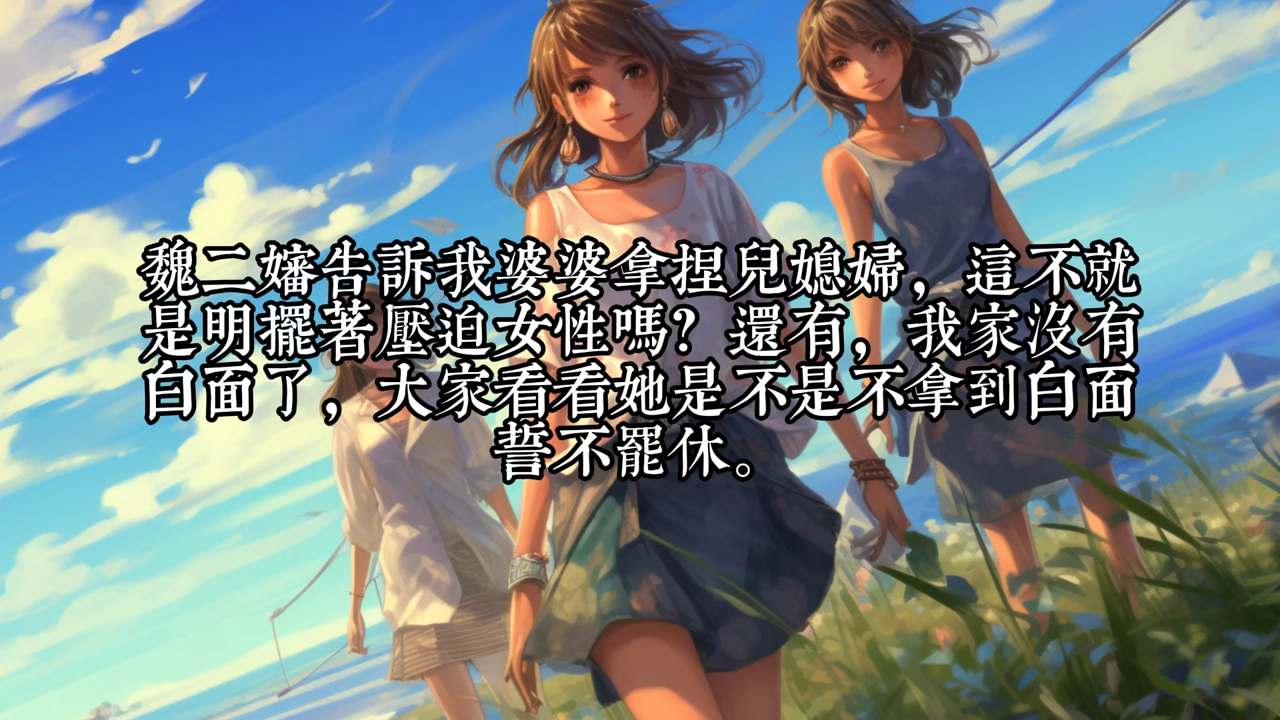 魏二嬸告訴我婆婆拿捏兒媳婦，這不就
是明擺著壓迫女性嗎？還有，我家沒有
白面了，大家看看她是不是不拿到白面
誓不罷休。